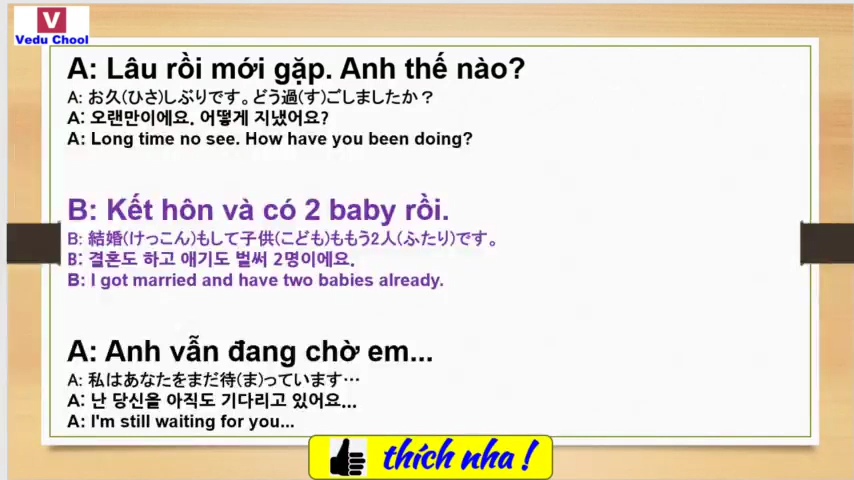 V
Vedu Chool
A: Lâu rồi mới gặp. Anh thế nào?
A: お久(ひさ)しぶりです。どう過(す)ごしましたか？
A: 오랜만이에요. 어떻게 지냈어요?
A: Long time no see. How have you been doing?
B: Kết hôn và có 2 baby rồi.
B: 結婚(けっこん)もして子供(こども)ももう2人(ふたり)です。
B: 결혼도 하고 애기도 벌써 2명이에요.
B: I got married and have two babies already.
A: Anh vẫn đang chờ em...
A: 私はあなたをまだ待(ま)っています…
A: 난 당신을 아직도 기다리고 있어요...
A: I'm still waiting for you...
thích nha !